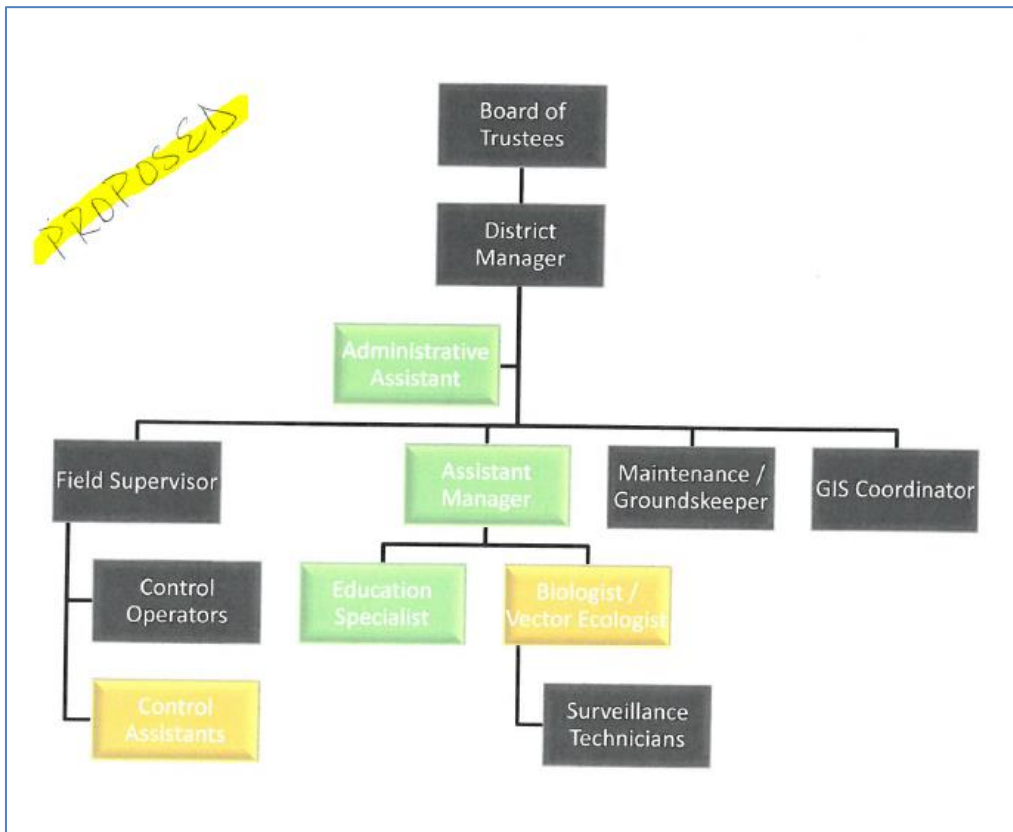 PROPOSED
Board of
Trustees
District
Manager
Administrative
Assistant
Field Supervisor
Assistant
Manager
Maintenance /
Groundskeeper
GIS Coordinator
Control
Operators
Education
Specialist
Biologist /
Vector Ecologist
Control
Assistants
Surveillance
Technicians